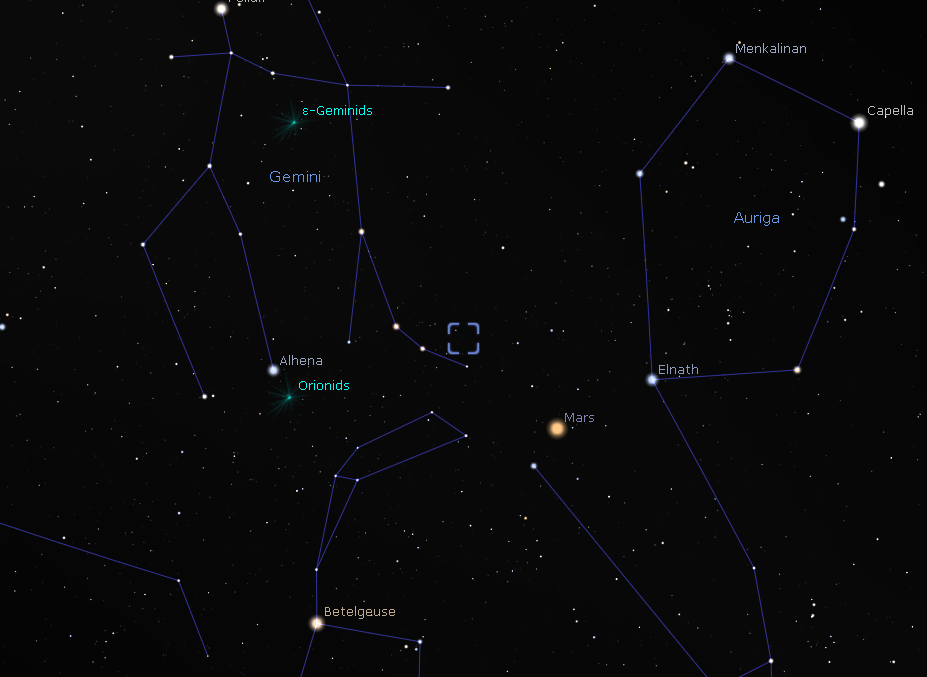 Menkalinan
Capella
ε-Geminids
Gemini
Auriga
Alhena
Elnath
Orionids
Mars
Betelgeuse